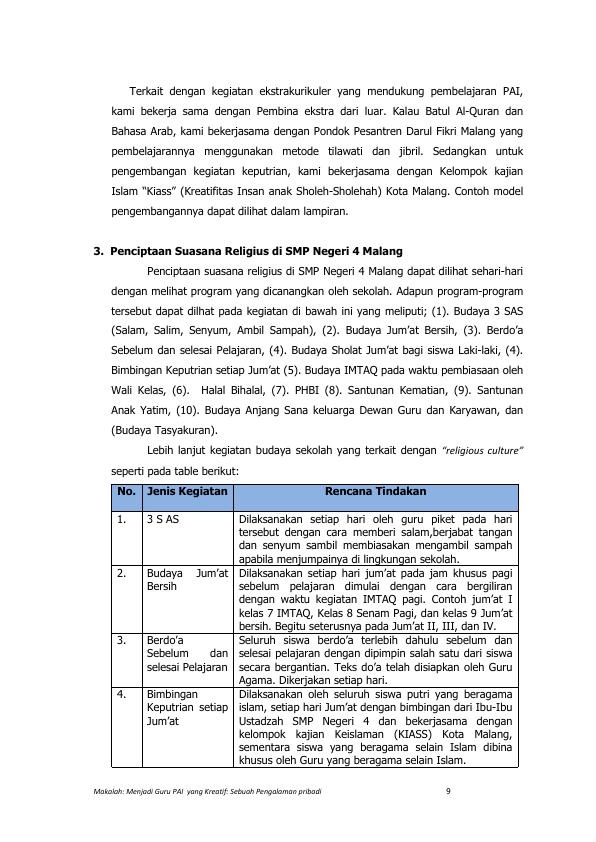 Terkait dengan kegiatan ekstrakurikuler yang mendukung pembelajaran PAI,
kami bekerja sama dengan Pembina ekstra dari luar. Kalau Batul Al-Quran dan
Bahasa Arab, kami bekerjasama dengan Pondok Pesantren Darul Fikri Malang yang
pembelajarannya menggunakan metode tilawati dan jibril. Sedangkan untuk
pengembangan kegiatan keputrian, kami bekerjasama dengan Kelompok kajian
Islam “Kiass” (Kreatifitas Insan anak Sholeh-Sholehah) Kota Malang. Contoh model
pengembangannya dapat dilihat dalam lampiran.
3. Penciptaan Suasana Religius di SMP Negeri 4 Malang
Penciptaan suasana religius di SMP Negeri 4 Malang dapat dilihat sehari-hari
dengan melihat program yang dicanangkan oleh sekolah. Adapun program-program
tersebut dapat dilhat pada kegiatan di bawah ini yang meliputi; (1). Budaya 3 SAS
(Salam, Salim, Senyum, Ambil Sampah), (2). Budaya Jum’at Bersih, (3). Berdo’a
Sebelum dan selesai Pelajaran, (4). Budaya Sholat Jum’at bagi siswa Laki-laki, (4).
Bimbingan Keputrian setiap Jum’at (5). Budaya IMTAQ pada waktu pembiasaan oleh
Wali Kelas, (6). Halal Bihalal, (7). PHBI (8). Santunan Kematian, (9). Santunan
Anak Yatim, (10). Budaya Anjang Sana keluarga Dewan Guru dan Karyawan, dan
(Budaya Tasyakuran).
Lebih lanjut kegiatan budaya sekolah yang terkait dengan “religious culture”
seperti pada table berikut:
No. Jenis Kegiatan Rencana Tindakan
1. 3 S AS Dilaksanakan setiap hari oleh guru piket pada hari
tersebut dengan cara memberi salam,berjabat tangan
dan senyum sambil membiasakan mengambil sampah
apabila menjumpainya di lingkungan sekolah.
2. Budaya Jum’at Dilaksanakan setiap hari jum’at pada jam khusus pagi
Bersih sebelum pelajaran dimulai dengan cara bergiliran
dengan waktu kegiatan IMTAQ pagi. Contoh jum’at I
kelas 7 IMTAQ, Kelas 8 Senam Pagi, dan kelas 9 Jum’at
bersih. Begitu seterusnya pada Jum’at II, III, dan IV.
3. Berdo’a Seluruh siswa berdo’a terlebih dahulu sebelum dan
Sebelum dan selesai pelajaran dengan dipimpin salah satu dari siswa
selesai Pelajaran secara bergantian. Teks do’a telah disiapkan oleh Guru
Agama. Dikerjakan setiap hari.
4. Bimbingan Dilaksanakan oleh seluruh siswa putri yang beragama
Keputrian setiap islam, setiap hari Jum’at dengan bimbingan dari Ibu-Ibu
Jum’at Ustadzah SMP Negeri 4 dan bekerjasama dengan
kelompok kajian Keislaman (KIASS) Kota Malang,
sementara siswa yang beragama selain Islam dibina
khusus oleh Guru yang beragama selain Islam.
Makalah: Menjadi Guru PAI yang Kreatif: Sebuah Pengalaman pribadi 9